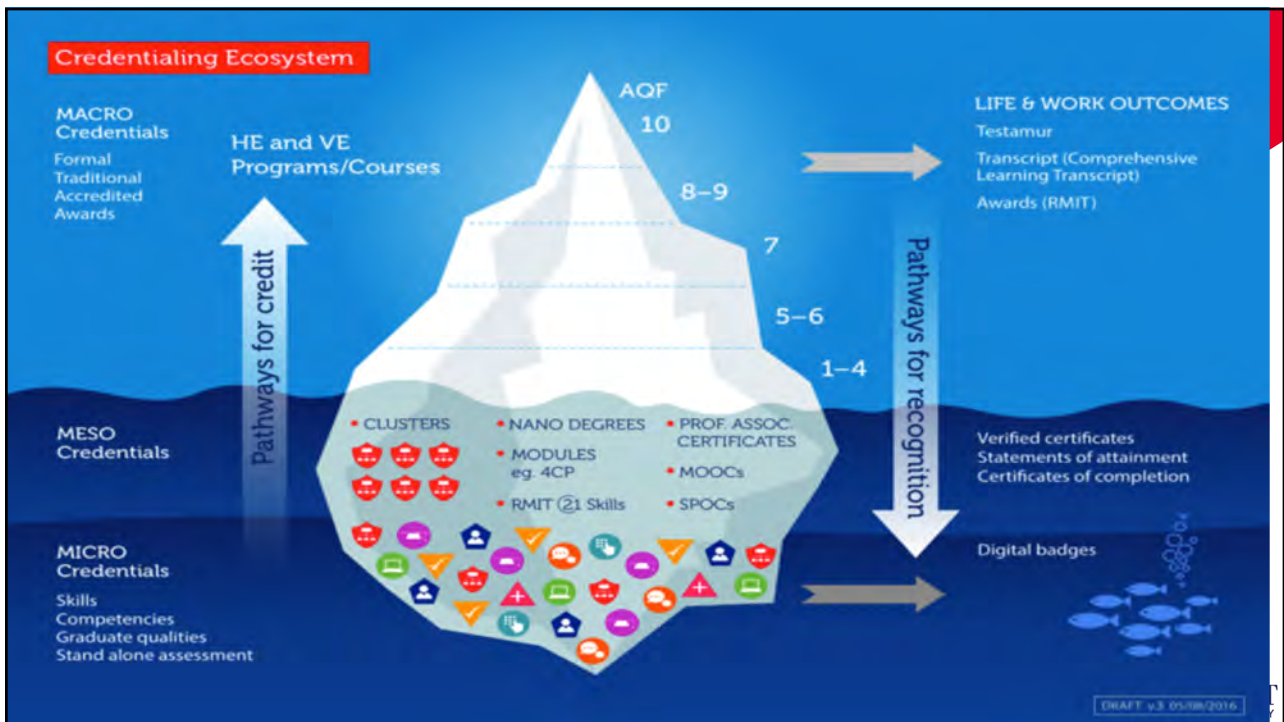 Credentialing Ecosystem
MACRO
Credentials
Formal
Traditional
Accredited
Awards
HE and VE
Programs/Courses
Pathways for credit
AQF
10
8–9
7
5–6
1–4
LIFE & WORK OUTCOMES
Testamur
Transcript (Comprehensive
Learning Transcript)
Awards (RMIT)
Pathways for recognition
MESO
Credentials
• CLUSTERS
• NANO DEGREES
• MODULES
eg. 4CP
• RMIT @21 Skills
• PROF. ASSOC.
CERTIFICATES
• MOOCs
• SPOCs
Verified certificates
Statements of attainment
Certificates of completion
MICRO
Credentials
Skills
Competencies
Graduate qualities
Stand alone assessment
Digital badges
DRAFT v.3 05/08/2016